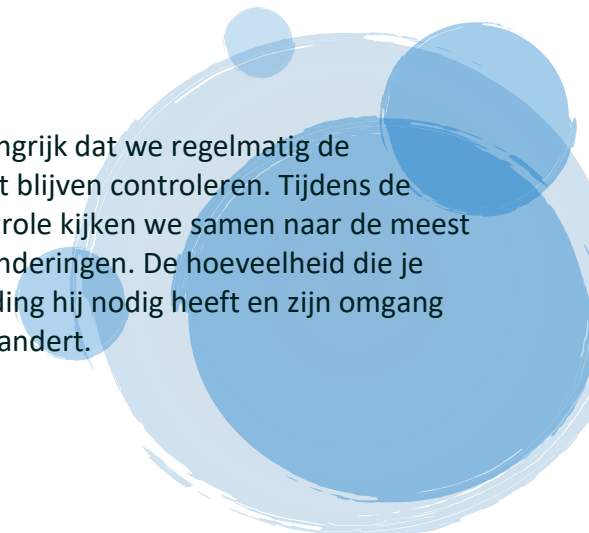 ngrijk dat we regelmatig de
t blijven controleren. Tijdens de
trole kijken we samen naar de meest
nderingen. De hoeveelheid die je
ding hij nodig heeft en zijn omgang
andert.